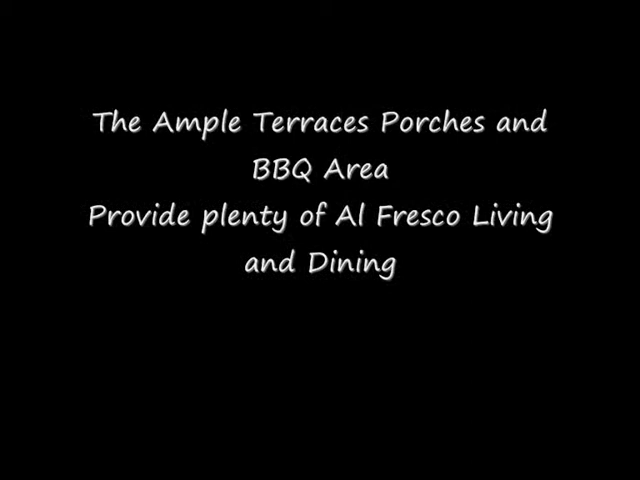 The Ample Terraces Porches and
BBQ Area
Provide plenty of Al Fresco Living
and Dining